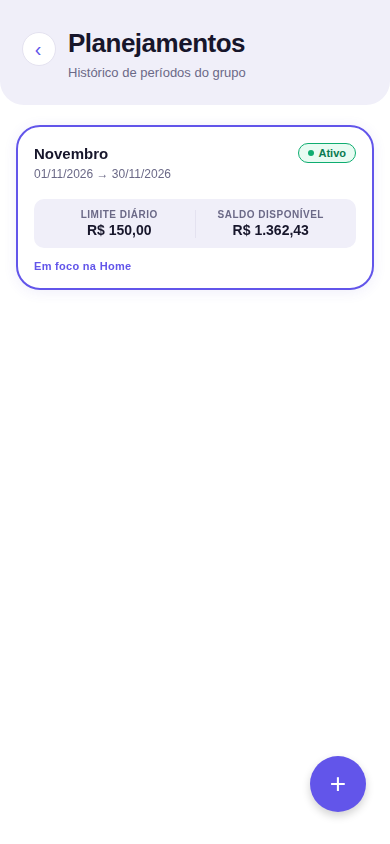 ‹
Planejamentos
Histórico de períodos do grupo
Novembro
Ativo
01/11/2026 → 30/11/2026
LIMITE DIÁRIO
R$ 150,00
SALDO DISPONÍVEL
R$ 1.362,43
Em foco na Home
+